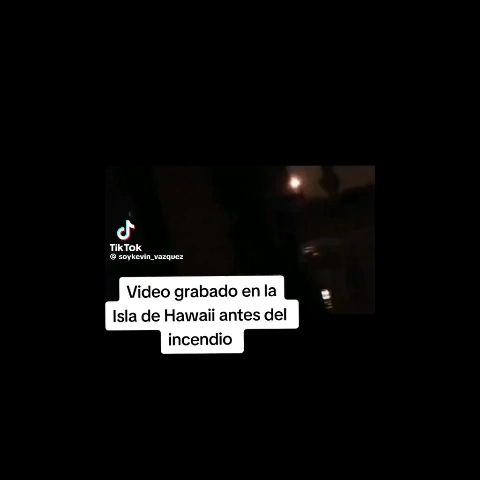 TikTok
@ soykevin_vazquez
Video grabado en la
Isla de Hawaii antes del
incendio